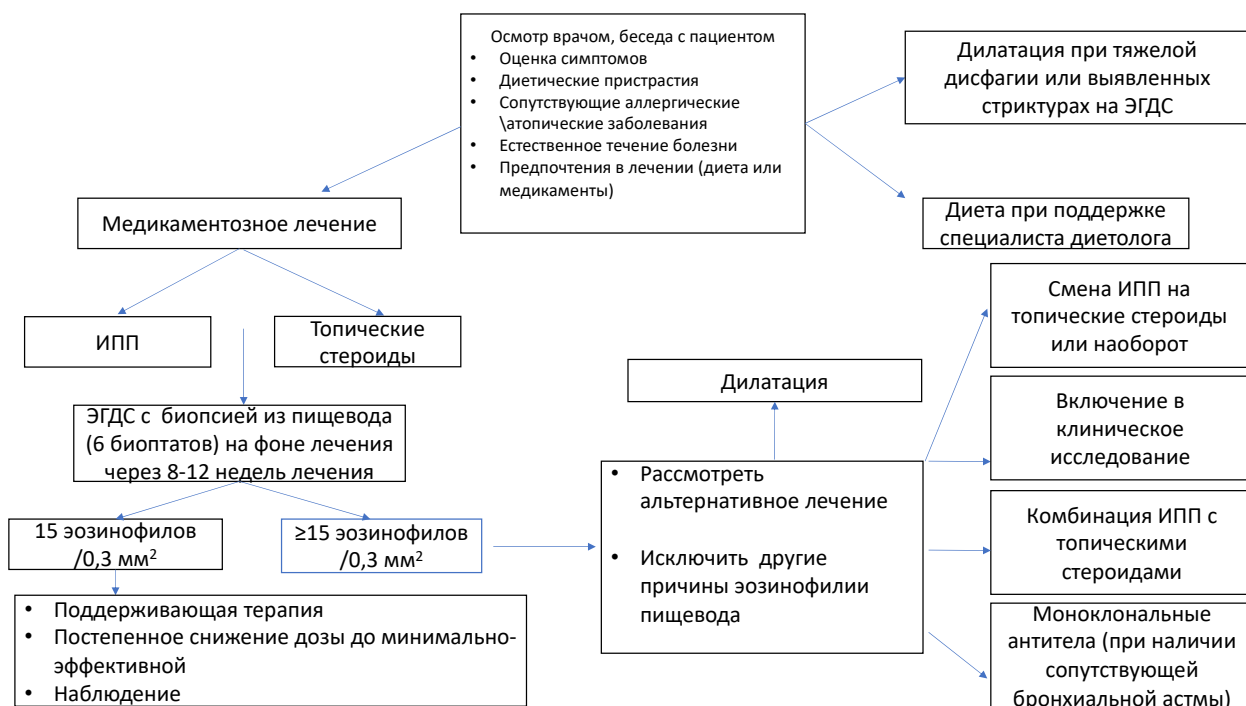 Осмотр врачом, беседа с пациентом
• Оценка симптомов
• Диетические пристрастия
• Сопутствующие аллергические
\атопические заболевания
• Естественное течение болезни
• Предпочтения в лечении (диета или
медикаменты)
Дилатация при тяжелой
дисфагии или выявленных
стриктурах на ЭГДС
Диета при поддержке
специалиста диетолога
Медикаментозное лечение
ИПП
Топические
стероиды
ЭГДС с биопсией из пищевода
(6 биоптатов) на фоне лечения
через 8-12 недель лечения
15 эозинофилов
/0,3 мм²
≥15 эозинофилов
/0,3 мм²
• Поддерживающая терапия
• Постепенное снижение дозы до минимально-
эффективной
• Наблюдение
Дилатация
• Рассмотреть
альтернативное лечение
• Исключить другие
причины эозинофилии
пищевода
Смена ИПП на
топические стероиды
или наоборот
Включение в
клиническое
исследование
Комбинация ИПП с
топическими
стероидами
Моноклональные
антитела (при наличии
сопутствующей
бронхиальной астмы)